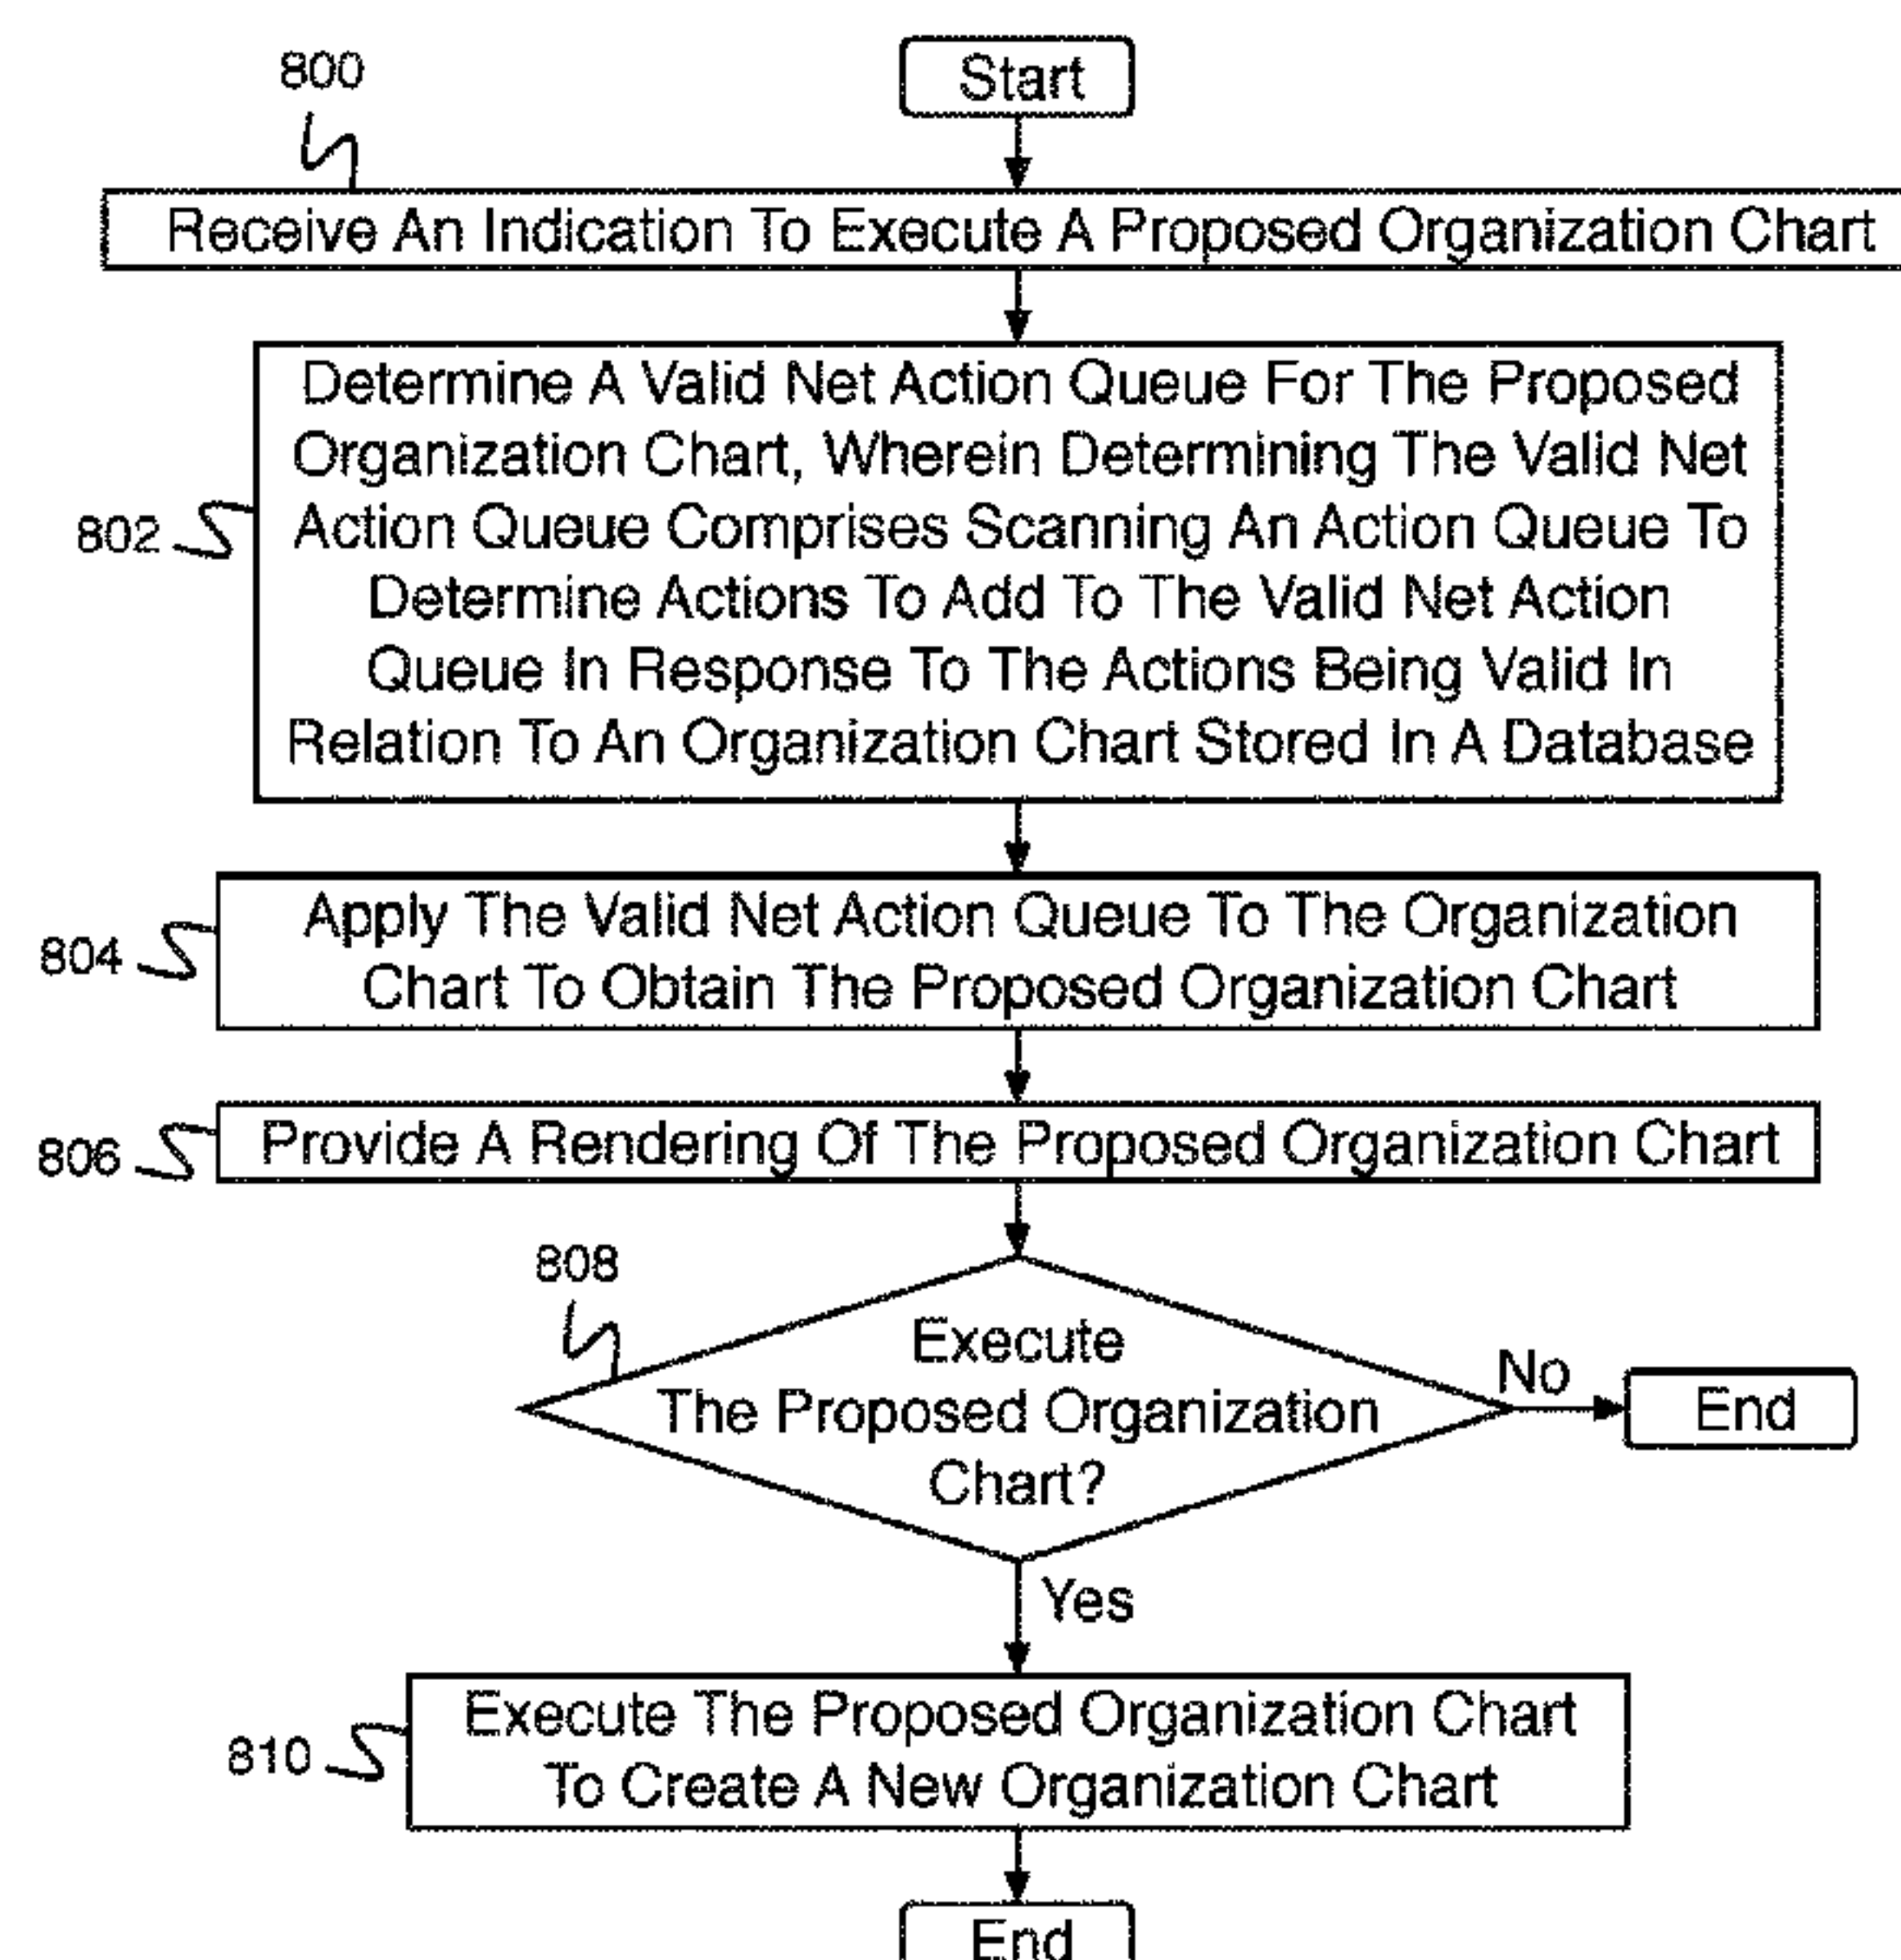 800
Start
Receive An Indication To Execute A Proposed Organization Chart
Determine A Valid Net Action Queue For The Proposed
Organization Chart, Wherein Determining The Valid Net
Action Queue Comprises Scanning An Action Queue To
Determine Actions To Add To The Valid Net Action
Queue In Response To The Actions Being Valid In
Relation To An Organization Chart Stored In A Database
802
Apply The Valid Net Action Queue To The Organization
Chart To Obtain The Proposed Organization Chart
804
Provide A Rendering Of The Proposed Organization Chart
806
808
Execute
The Proposed Organization
Chart?
No
End
Yes
Execute The Proposed Organization Chart
To Create A New Organization Chart
810
End